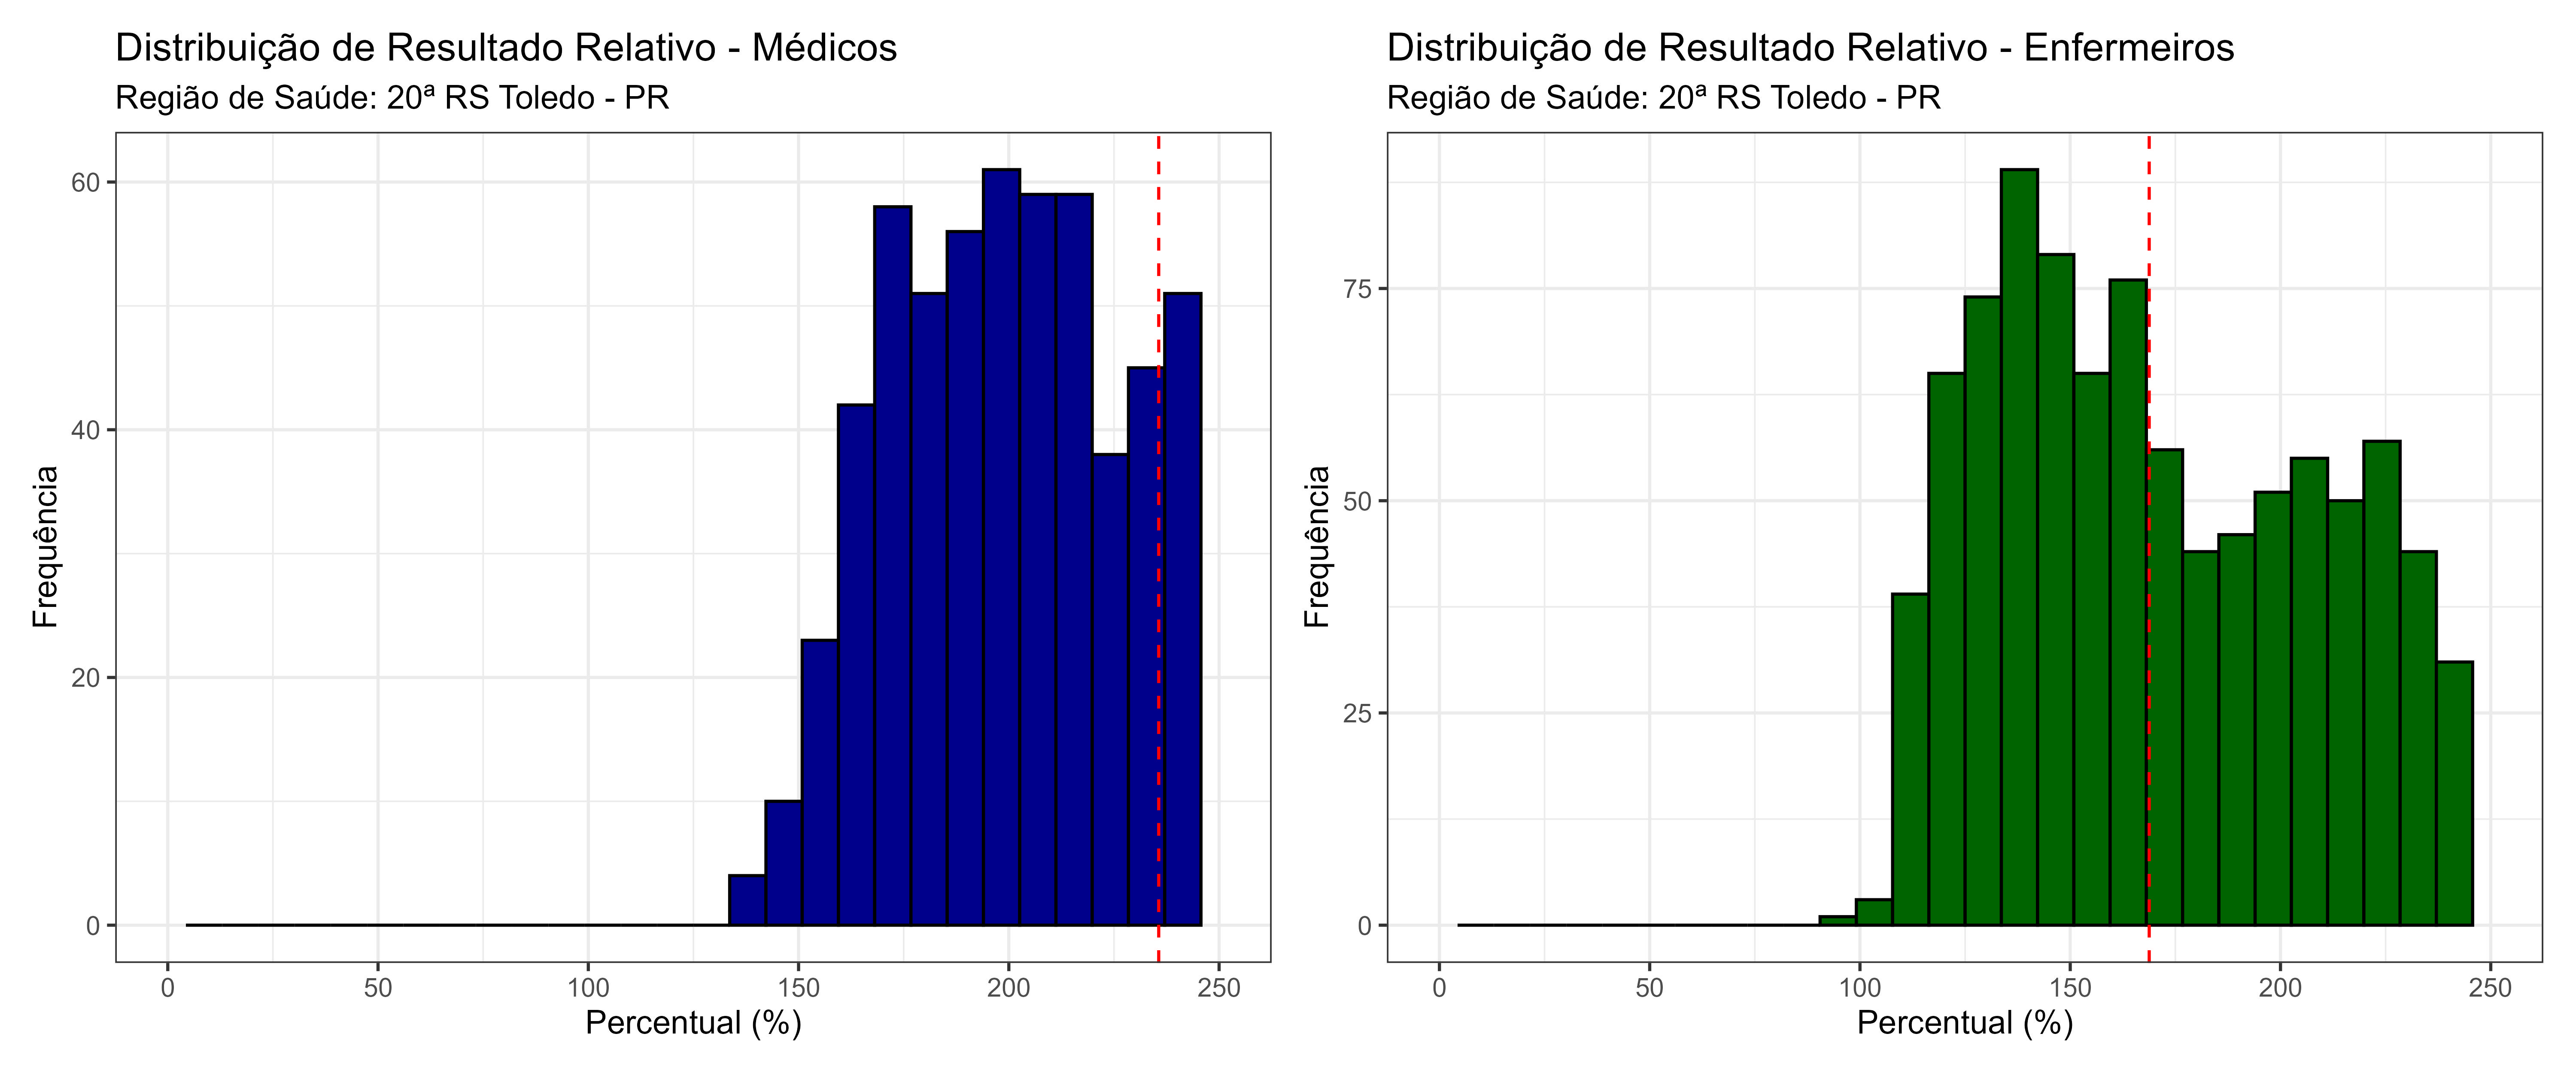 Distribuição de Resultado Relativo - Médicos
Região de Saúde: 20ª RS Toledo - PR
60
40
20
0
Frequência
0 50 100 150 200 250
Percentual (%)
Distribuição de Resultado Relativo - Enfermeiros
Região de Saúde: 20ª RS Toledo - PR
75
50
25
0
Frequência
0 50 100 150 200 250
Percentual (%)